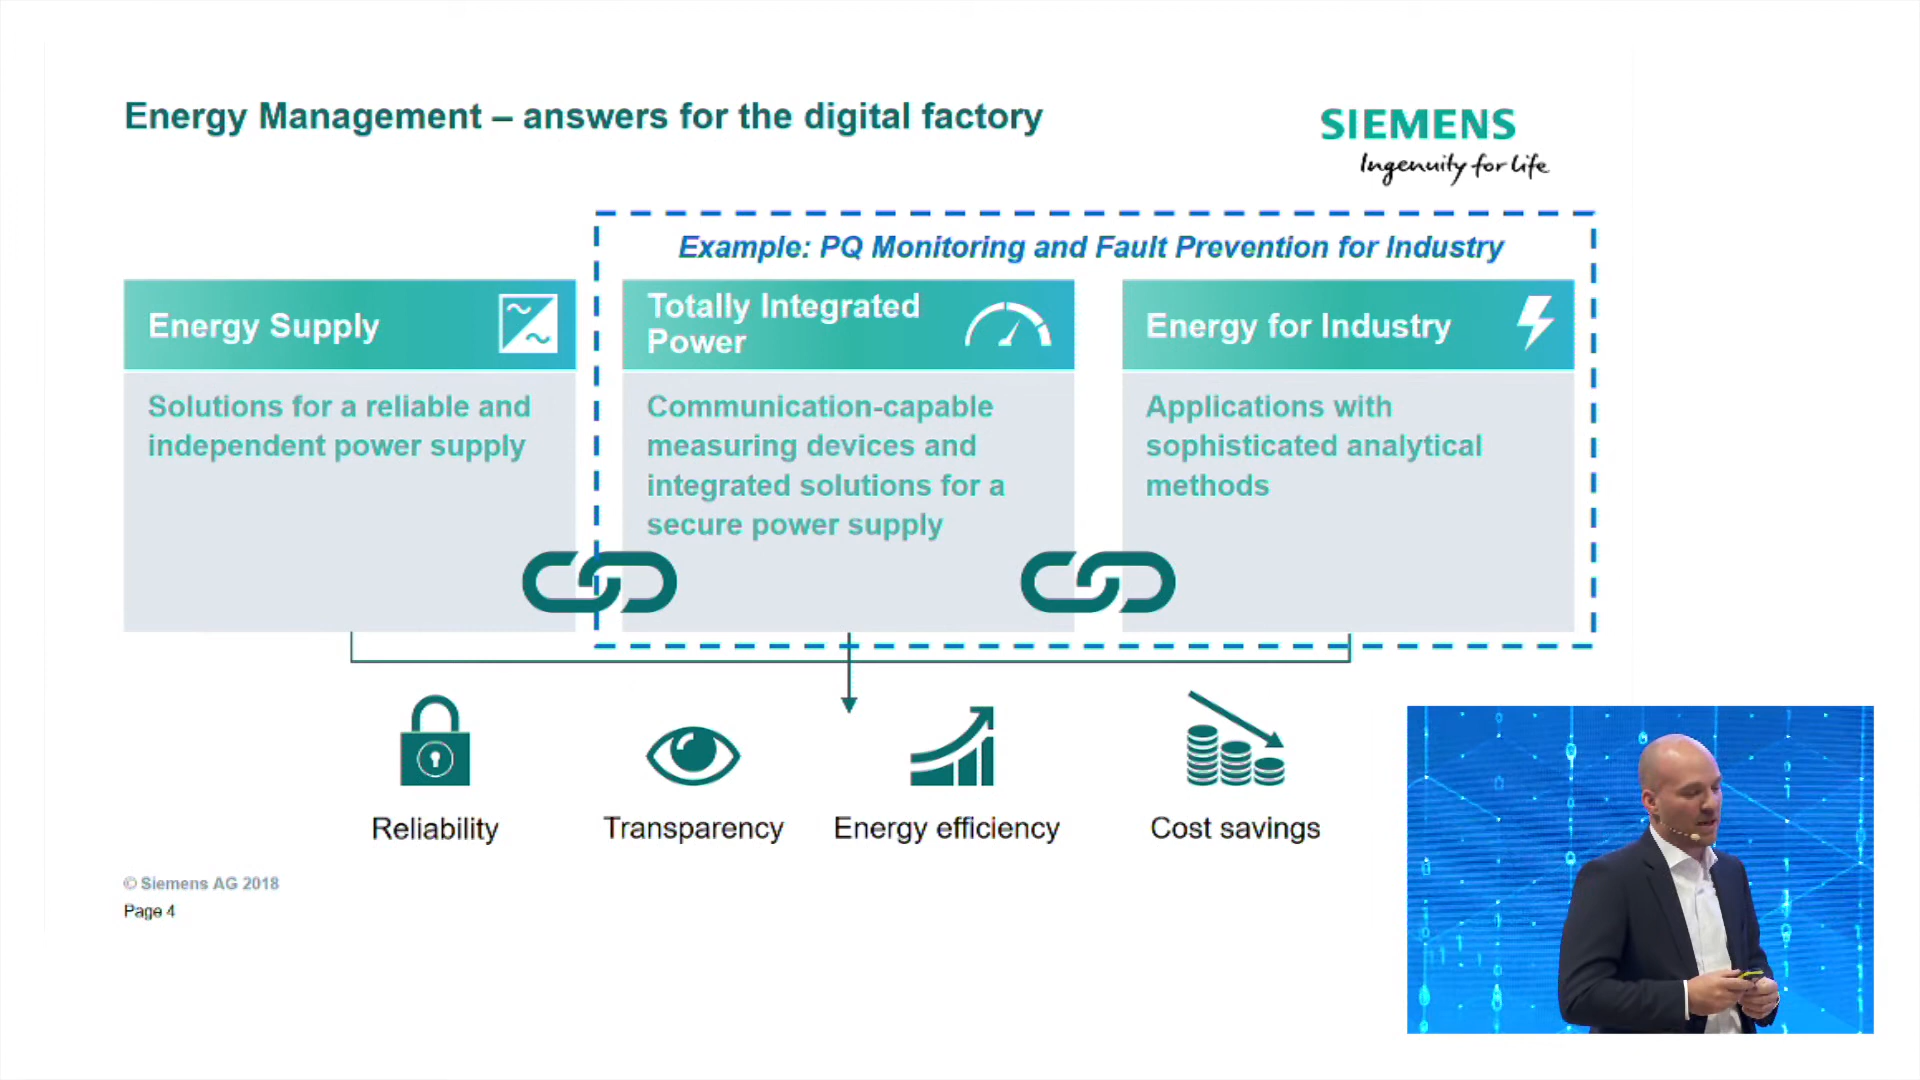 Energy Management – answers for the digital factory
SIEMENS
Ingenuity for life
Example: PQ Monitoring and Fault Prevention for Industry
Energy Supply
Solutions for a reliable and
independent power supply
Totally Integrated
Power
Communication-capable
measuring devices and
integrated solutions for a
secure power supply
Energy for Industry
Applications with
sophisticated analytical
methods
Reliability
Transparency
Energy efficiency
Cost savings
© Siemens AG 2018
Page 4